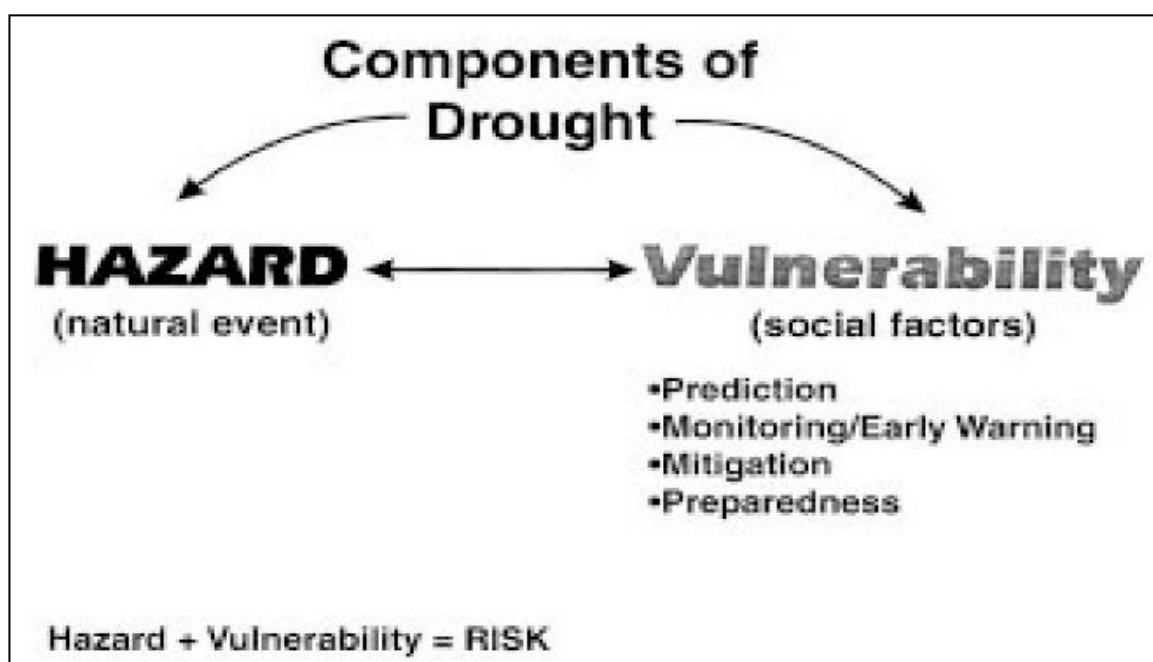 Components of
Drought
HAZARD
(natural event)
Vulnerability
(social factors)
•Prediction
•Monitoring/Early Warning
•Mitigation
•Preparedness
Hazard + Vulnerability = RISK